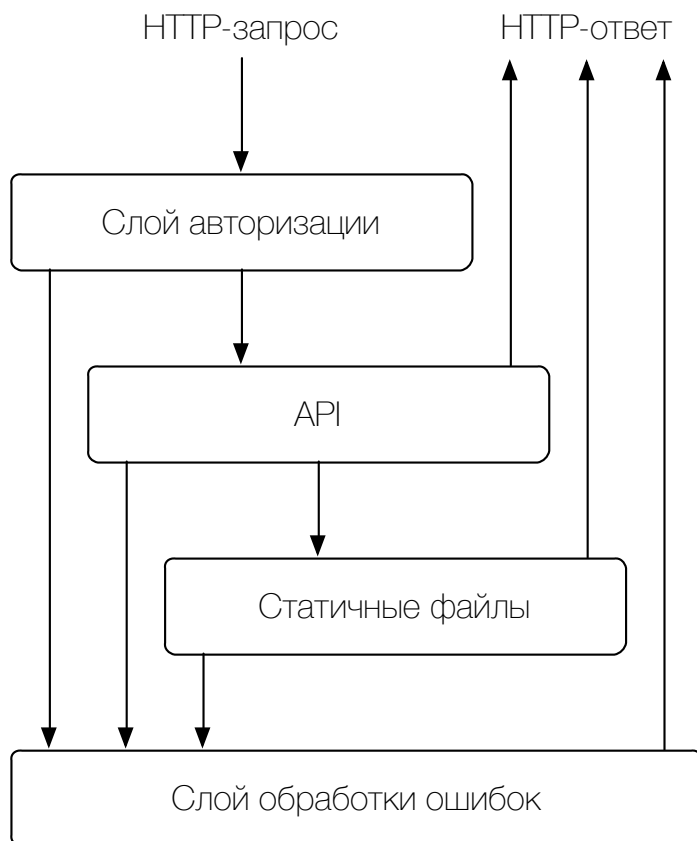 HTTP-запрос
HTTP-ответ
Слой авторизации
API
Статичные файлы
Слой обработки ошибок